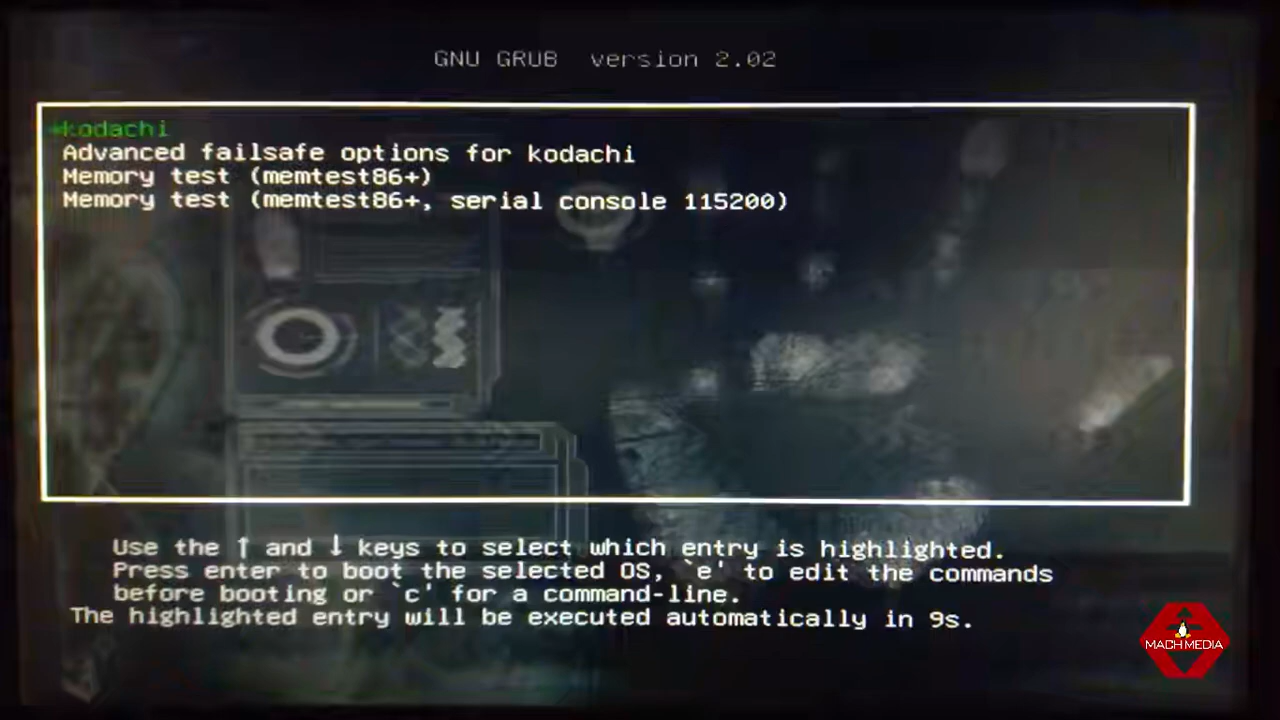 GNU GRUB version 2.02
*kodachi
Advanced failsafe options for kodachi
Memory test (memtest86+)
Memory test (memtest86+, serial console 115200)
Use the ↑ and ↓ keys to select which entry is highlighted.
Press enter to boot the selected OS, `e' to edit the commands
before booting or `c' for a command-line.
The highlighted entry will be executed automatically in 9s.
MACH MEDIA